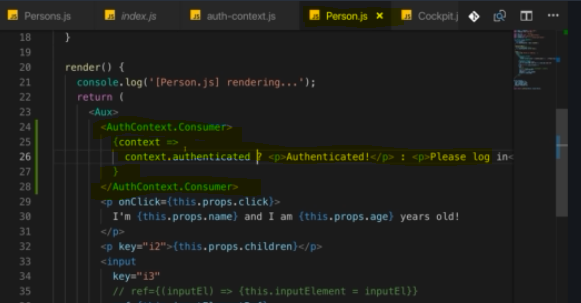 Persons.js index.js auth-context.js Person.js × Cockpit.j ...
18 }
19
20 render() {
21 console.log('[Person.js] rendering...');
22 return (
23 <Aux>
24 <AuthContext.Consumer>
25 {context =>
26 context.authenticated ? <p>Authenticated!</p> : <p>Please log in<
27 }
28 </AuthContext.Consumer>
29 <p onClick={this.props.click}>
30 I'm {this.props.name} and I am {this.props.age} years old!
31 </p>
32 <p key="i2">{this.props.children}</p>
33 <input
34 key="i3"
35 // ref={(inputEl) => {this.inputElement = inputEl}}